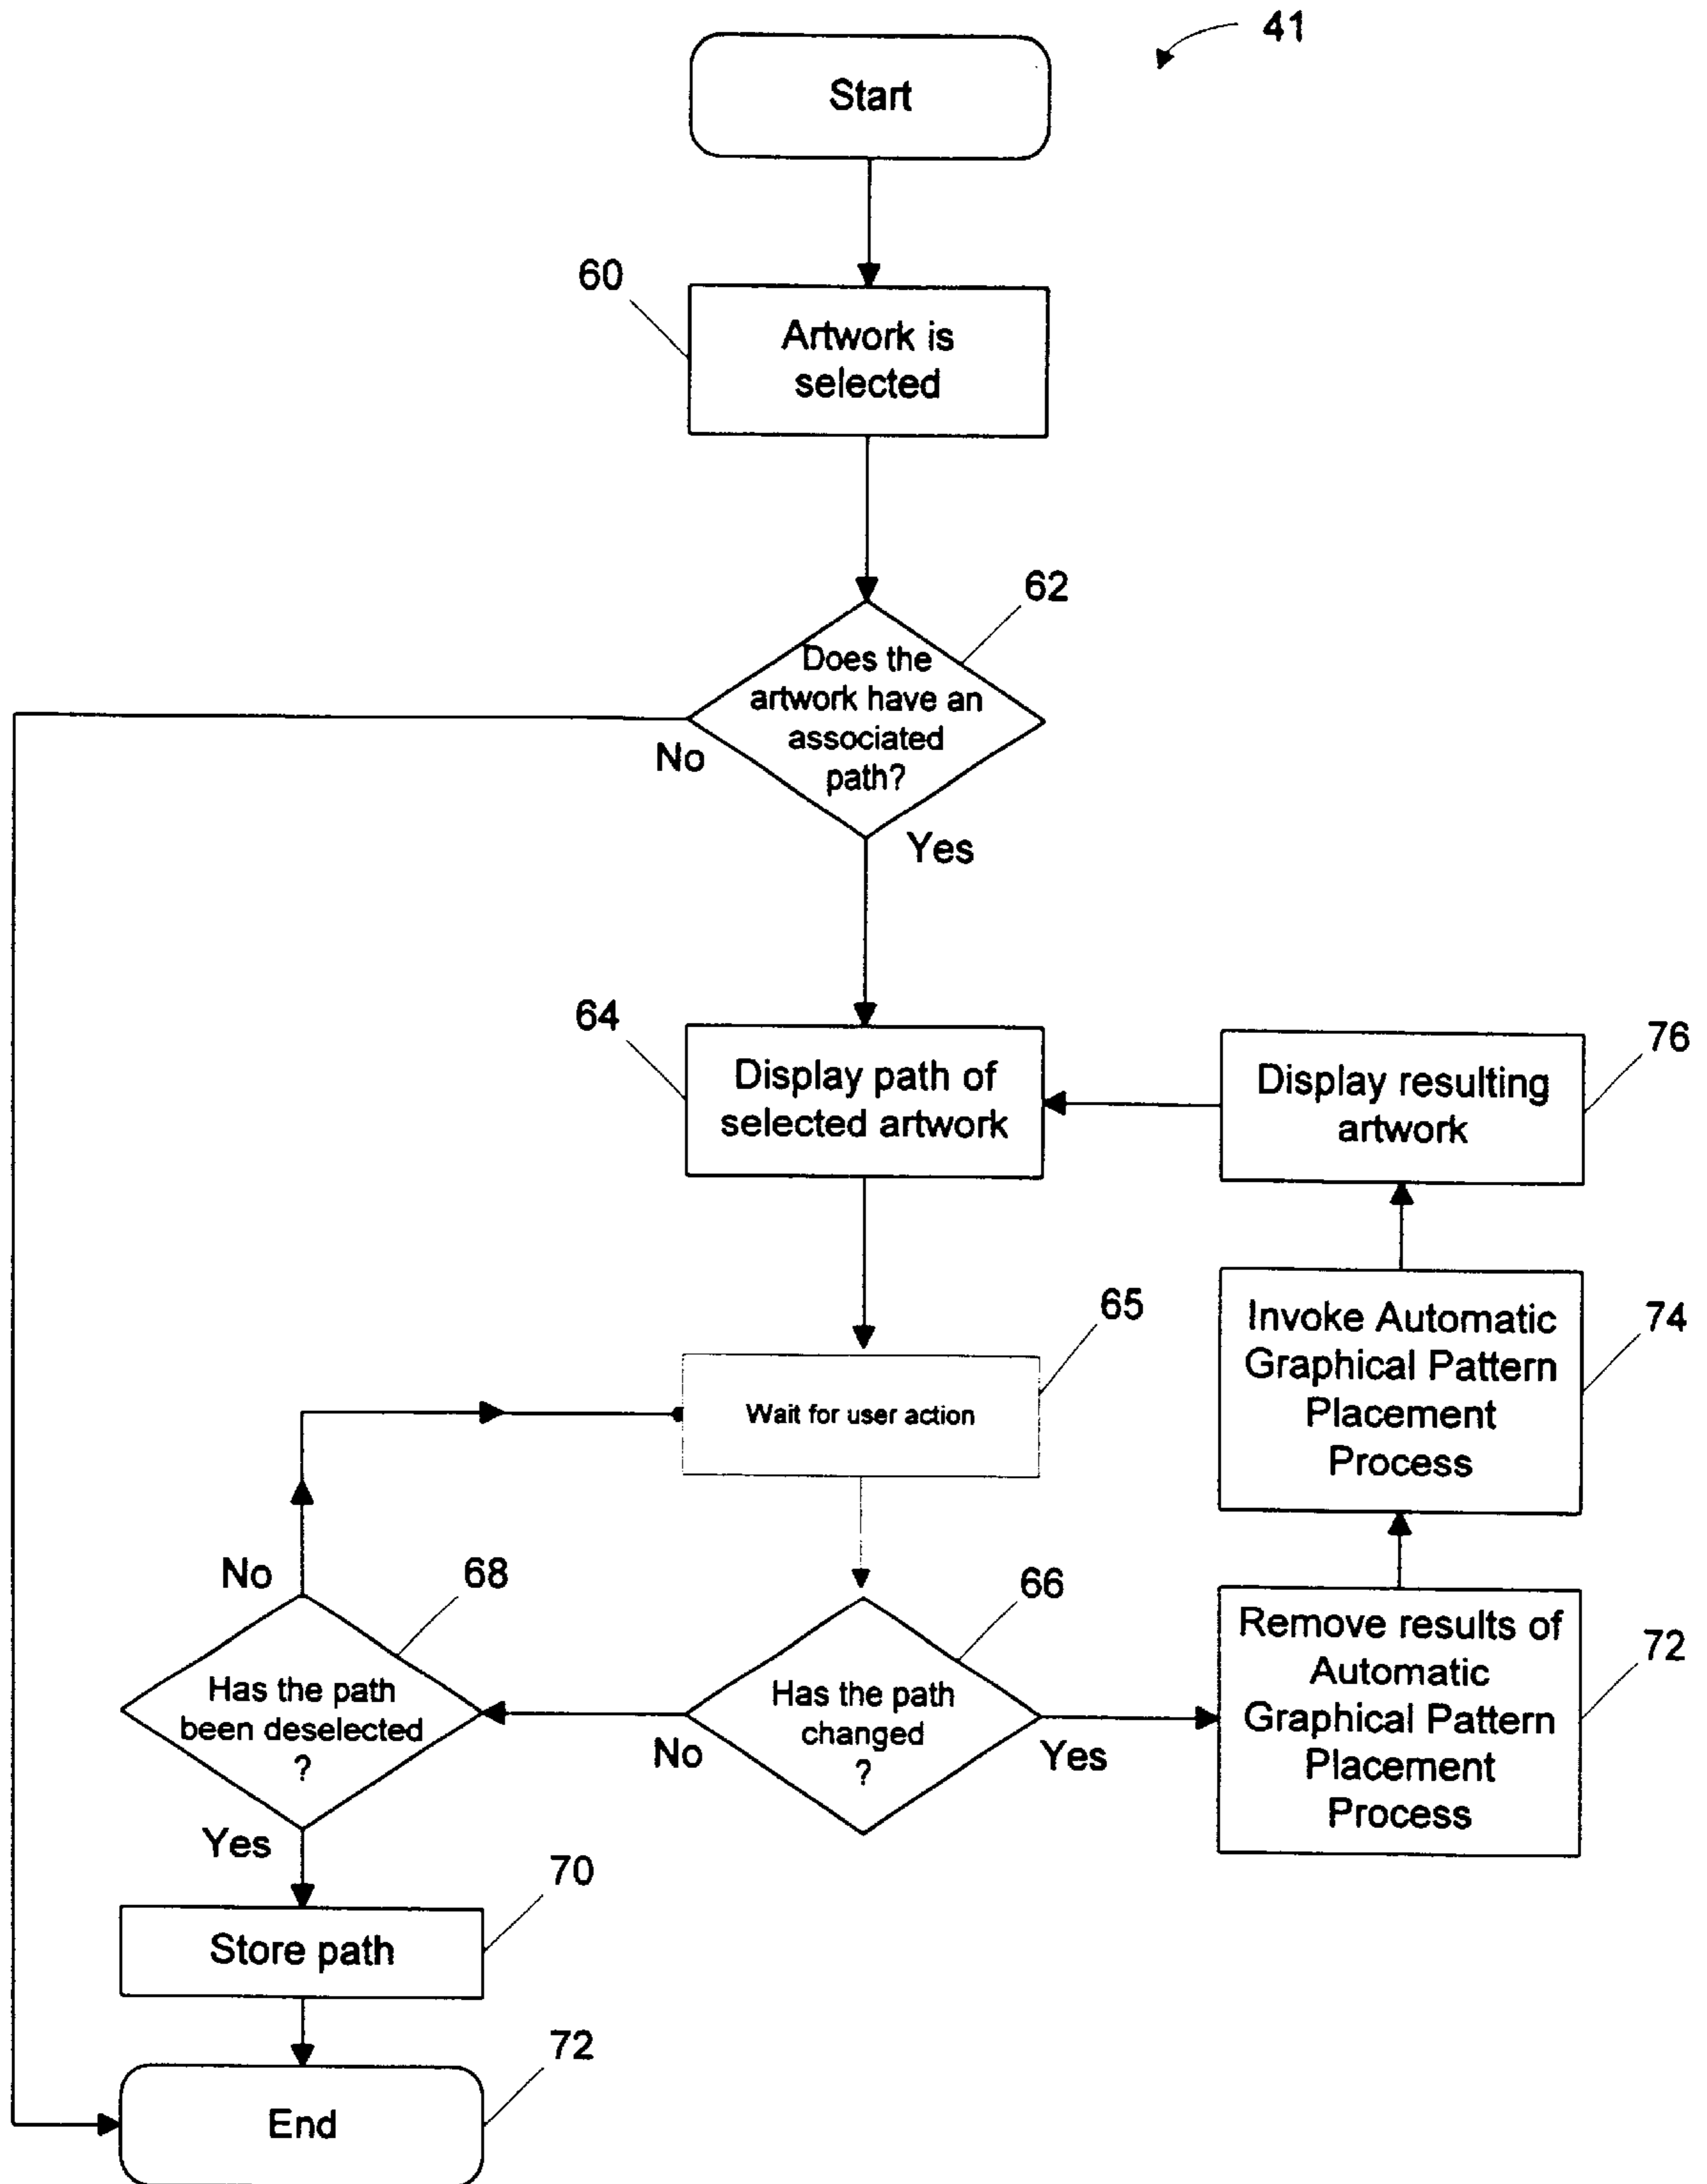 41
Start
60
Artwork is
selected
62
Does the
artwork have an
associated
path?
No
Yes
64
Display path of
selected artwork
76
Display resulting
artwork
65
Wait for user action
74
Invoke Automatic
Graphical Pattern
Placement
Process
No
68
Has the path
been deselected
?
Yes
66
Has the path
changed
?
No
Yes
72
Remove results of
Automatic
Graphical Pattern
Placement
Process
70
Store path
72
End